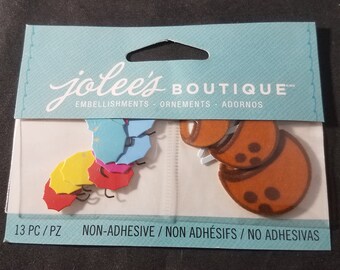 jolee's BOUTIQUE
EMBELLISHMENTS - ORNEMENTS - ADORNOS
13 PC / PZ NON-ADHESIVE / NON ADHÉSIFS / NO ADHESIVAS